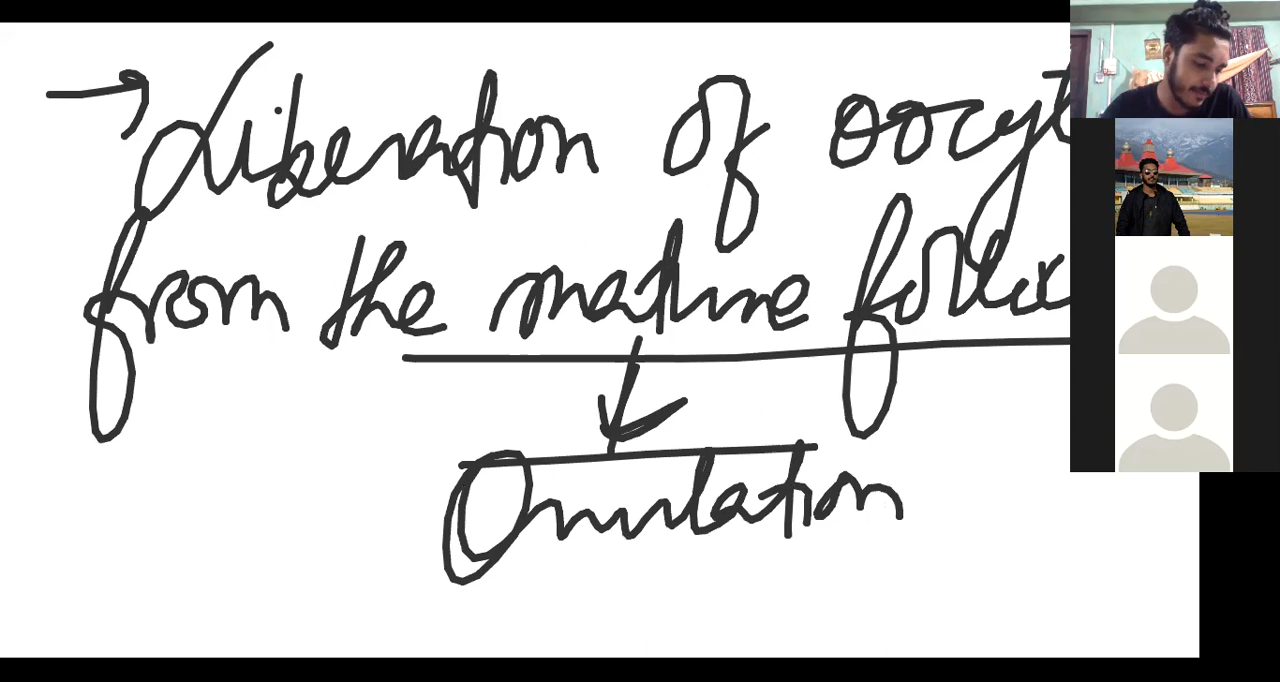 → Liberation of oocyt
from the mature follic
Ovulation